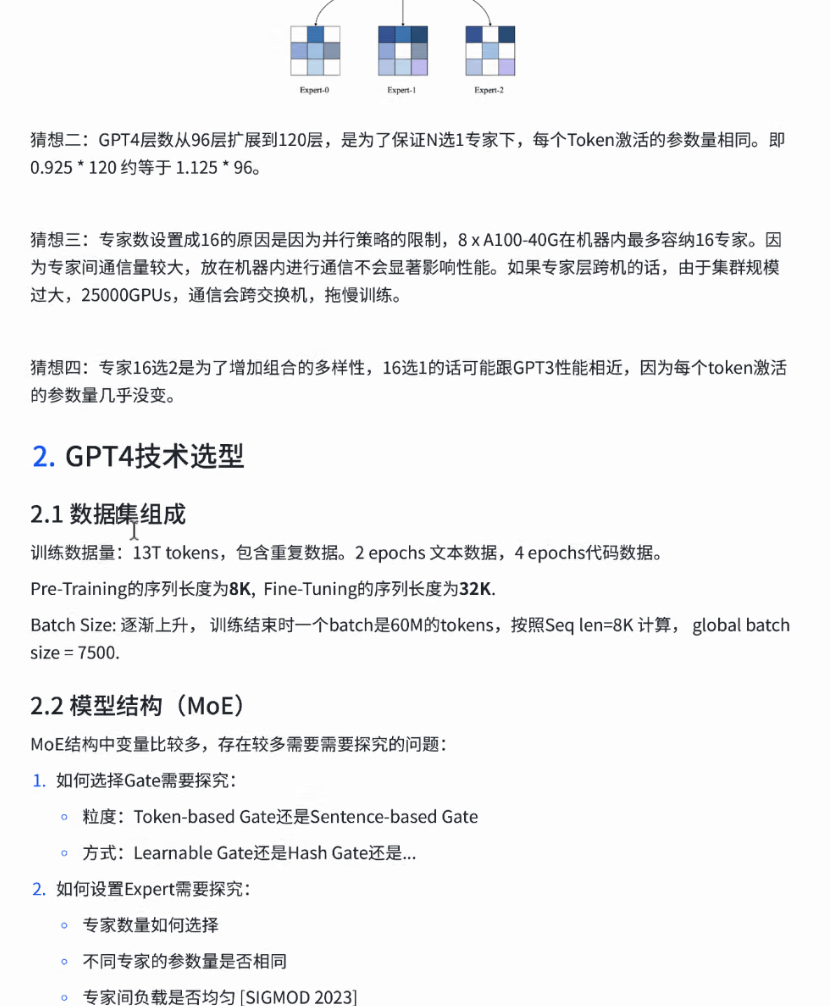 Expert-0 Expert-1 Expert-2
猜想二：GPT4层数从96层扩展到120层，是为了保证N选1专家下，每个Token激活的参数量相同。即
0.925 * 120 约等于 1.125 * 96。
猜想三：专家数设置成16的原因是因为并行策略的限制，8 x A100-40G在机器内最多容纳16专家。因
为专家间通信量较大，放在机器内进行通信不会显著影响性能。如果专家层跨机的话，由于集群规模
过大，25000GPUs，通信会跨交换机，拖慢训练。
猜想四：专家16选2是为了增加组合的多样性，16选1的话可能跟GPT3性能相近，因为每个token激活
的参数量几乎没变。
2. GPT4技术选型
2.1 数据集组成
训练数据量：13T tokens，包含重复数据。2 epochs 文本数据，4 epochs代码数据。
Pre-Training的序列长度为8K, Fine-Tuning的序列长度为32K.
Batch Size: 逐渐上升， 训练结束时一个batch是60M的tokens，按照Seq len=8K 计算， global batch
size = 7500.
2.2 模型结构（MoE）
MoE结构中变量比较多，存在较多需要需要探究的问题：
1. 如何选择Gate需要探究：
◦ 粒度：Token-based Gate还是Sentence-based Gate
◦ 方式：Learnable Gate还是Hash Gate还是...
2. 如何设置Expert需要探究：
◦ 专家数量如何选择
◦ 不同专家的参数量是否相同
◦ 专家间负载是否均匀 [SIGMOD 2023]